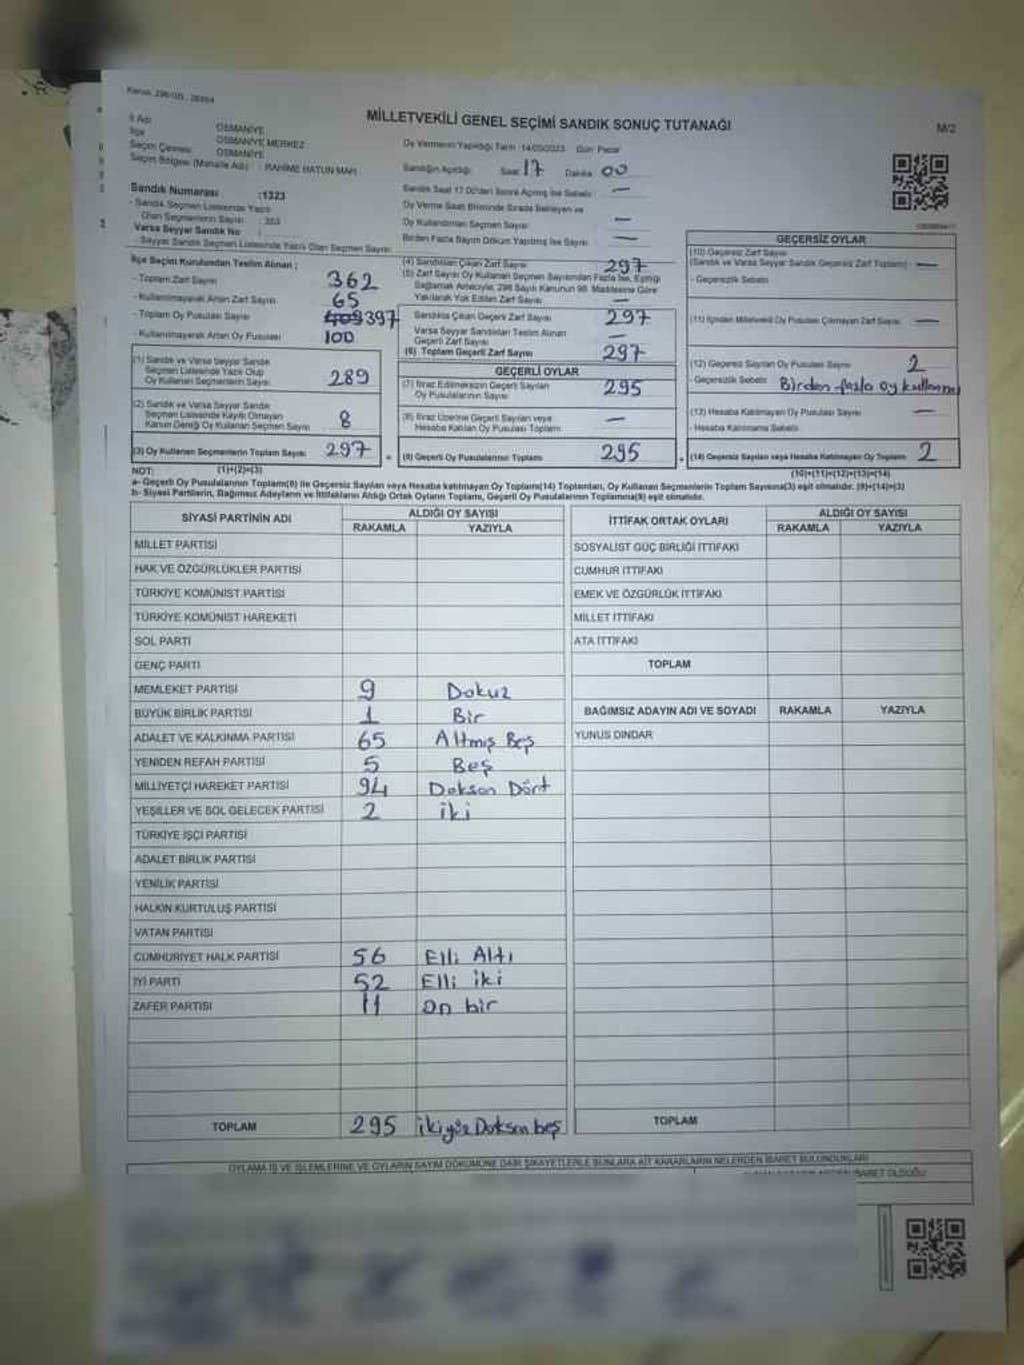 MİLLETVEKİLİ GENEL SEÇİMİ SANDIK SONUÇ TUTANAĞI
M/2
İl Adı OSMANİYE
İlçe OSMANİYE MERKEZ
Seçim Çevresi OSMANİYE
Seçim Bölgesi (Mahalle Adı) : RAHİME HATUN MAH
Sandık Numarası :1323
- Sandık Seçmen Listesinde Yazılı
Olan Seçmenlerin Sayısı
Varsa Seyyar Sandık No
- Seyyar Sandık Seçmen Listesinde Yazılı Olan Seçmen Sayısı
Oy Vermenin Yapıldığı Tarih :14/05/2023 Gün: Pazar
Sandığın Açıldığı Saat 17 Dakika 00
Sandık Saat 17.00'den Sonra Açılmış İse Sebebi —
Oy Verme Saati Bitiminde Sırada Bekleyen ve
Oy Kullandırılan Seçmen Sayısı —
Birden Fazla Sayım Döküm Yapılmış İse Sayısı —
İlçe Seçim Kurulundan Teslim Alınan ;
- Toplam Zarf Sayısı 362
- Kullanılmayarak Artan Zarf Sayısı 65
- Toplam Oy Pusulası Sayısı 397
- Kullanılmayarak Artan Oy Pusulası 100
(1) Sandık ve Varsa Seyyar Sandık
Seçmen Listesinde Yazılı Olup
Oy Kullanan Seçmenlerin Sayısı 289
(2) Sandık ve Varsa Seyyar Sandık
Seçmen Listesinde Kaydı Olmayan
Kanun Gereği Oy Kullanan Seçmen Sayısı 8
(3) Oy Kullanan Seçmenlerin Toplam Sayısı 297
(1)+(2)=(3)
(4) Sandıktan Çıkan Zarf Sayısı 297
(5) Zarf Sayısı Oy Kullanan Seçmen Sayısından Fazla İse, Eşitliği
Sağlamak Amacıyla, 298 Sayılı Kanunun 98. Maddesine Göre
Yakılarak Yok Edilen Zarf Sayısı —
Sandıkta Çıkan Geçerli Zarf Sayısı 297
Varsa Seyyar Sandıktan Teslim Alınan
Geçerli Zarf Sayısı —
(6) Toplam Geçerli Zarf Sayısı 297
GEÇERLİ OYLAR
(7) İtiraz Edilmeksizin Geçerli Sayılan
Oy Pusulalarının Sayısı 295
(8) İtiraz Üzerine Geçerli Sayılan veya
Hesaba Katılan Oy Pusulası Toplamı —
(9) Geçerli Oy Pusulalarının Toplamı 295
GEÇERSİZ OYLAR
(10) Geçersiz Zarf Sayısı
(Sandık ve Varsa Seyyar Sandık Geçersiz Zarf Toplamı) —
- Geçersizlik Sebebi
(11) İçinden Milletvekili Oy Pusulası Çıkmayan Zarf Sayısı —
(12) Geçersiz Sayılan Oy Pusulası Sayısı 2
- Geçersizlik Sebebi Birden fazla oy kullanma
(13) Hesaba Katılmayan Oy Pusulası Sayısı —
- Hesaba Katılmama Sebebi
(14) Geçersiz Sayılan veya Hesaba Katılmayan Oy Toplamı 2
(10)+(11)+(12)+(13)=(14)
NOT:
a- Geçerli Oy Pusulalarının Toplamı(9) ile Geçersiz Sayılan veya Hesaba Katılmayan Oy Toplamı(14) Toplamları, Oy Kullanan Seçmenlerin Toplam Sayısına(3) eşit olmalıdır. (9)+(14)=(3)
b- Siyasi Partilerin, Bağımsız Adayların ve İttifakların Aldığı Ortak Oyların Toplamı, Geçerli Oy Pusulalarının Toplamına(9) eşit olmalıdır.
SİYASİ PARTİNİN ADI ALDIĞI OY SAYISI
RAKAMLA YAZIYLA
MİLLET PARTİSİ
HAK VE ÖZGÜRLÜKLER PARTİSİ
TÜRKİYE KOMÜNİST PARTİSİ
TÜRKİYE KOMÜNİST HAREKETİ
SOL PARTİ
GENÇ PARTİ
MEMLEKET PARTİSİ 9 Dokuz
BÜYÜK BİRLİK PARTİSİ 1 Bir
ADALET VE KALKINMA PARTİSİ 65 Altmış Beş
YENİDEN REFAH PARTİSİ 5 Beş
MİLLİYETÇİ HAREKET PARTİSİ 94 Doksan Dört
YEŞİLLER VE SOL GELECEK PARTİSİ 2 iki
TÜRKİYE İŞÇİ PARTİSİ
ADALET BİRLİK PARTİSİ
YENİLİK PARTİSİ
HALKIN KURTULUŞ PARTİSİ
VATAN PARTİSİ
CUMHURİYET HALK PARTİSİ 56 Elli Altı
İYİ PARTİ 52 Elli iki
ZAFER PARTİSİ 11 On bir
TOPLAM 295 ikiyüz Doksan beş
İTTİFAK ORTAK OYLARI ALDIĞI OY SAYISI
RAKAMLA YAZIYLA
SOSYALİST GÜÇ BİRLİĞİ İTTİFAKI
CUMHUR İTTİFAKI
EMEK VE ÖZGÜRLÜK İTTİFAKI
MİLLET İTTİFAKI
ATA İTTİFAKI
TOPLAM
BAĞIMSIZ ADAYIN ADI VE SOYADI RAKAMLA YAZIYLA
YUNUS DINDAR
TOPLAM
OYLAMA İŞ VE İŞLEMLERİNE VE OYLARIN SAYIM DÖKÜMÜNE DAİR ŞİKAYETLERLE BUNLARA AİT KARARLARIN NELERDEN İBARET BULUNDUKLARI
İBARET OLDUĞU